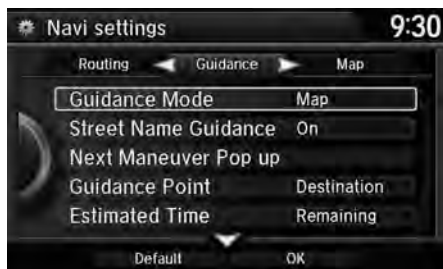 Navi settings 9:30
Routing Guidance Map
Guidance Mode Map
Street Name Guidance On
Next Maneuver Pop up
Guidance Point Destination
Estimated Time Remaining
Default OK